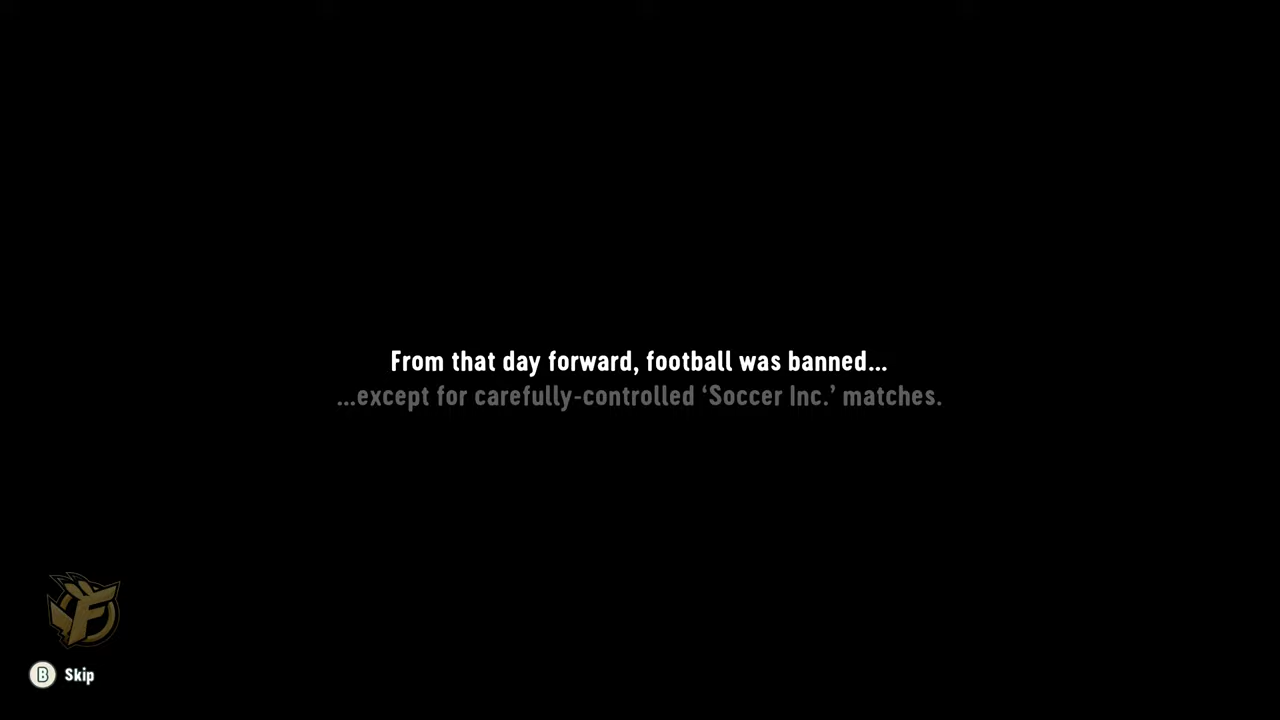 From that day forward, football was banned...
...except for carefully-controlled ‘Soccer Inc.’ matches.
F
B Skip